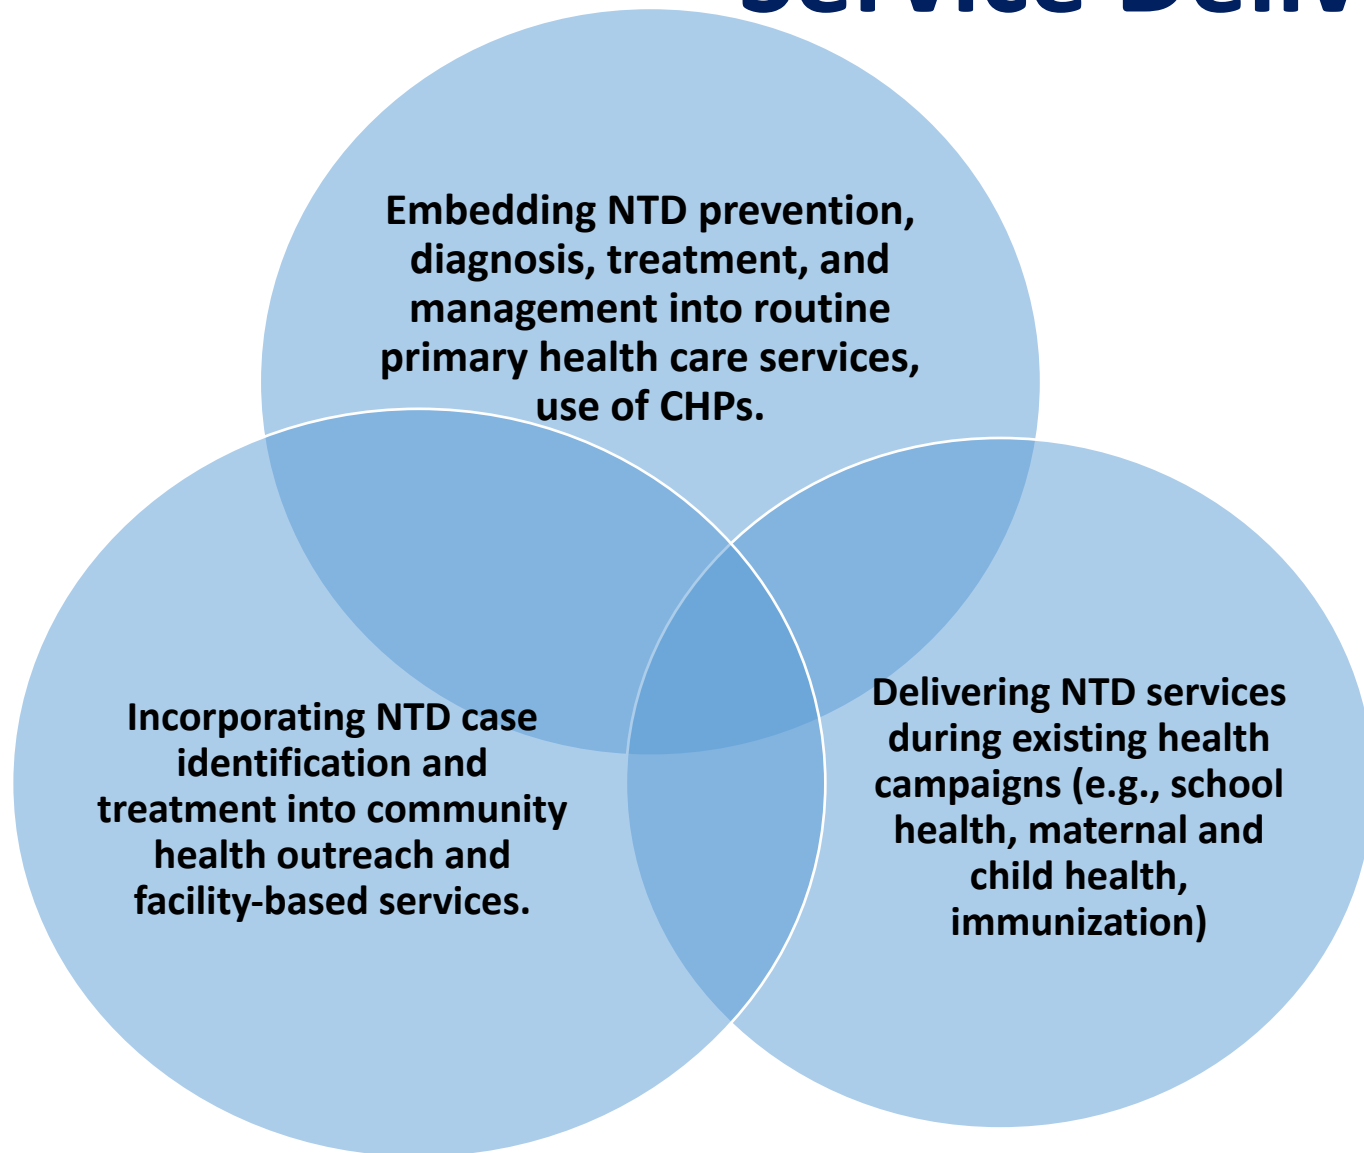 Embedding NTD prevention,
diagnosis, treatment, and
management into routine
primary health care services,
use of CHPs.
Incorporating NTD case
identification and
treatment into community
health outreach and
facility-based services.
Delivering NTD services
during existing health
campaigns (e.g., school
health, maternal and
child health,
immunization)